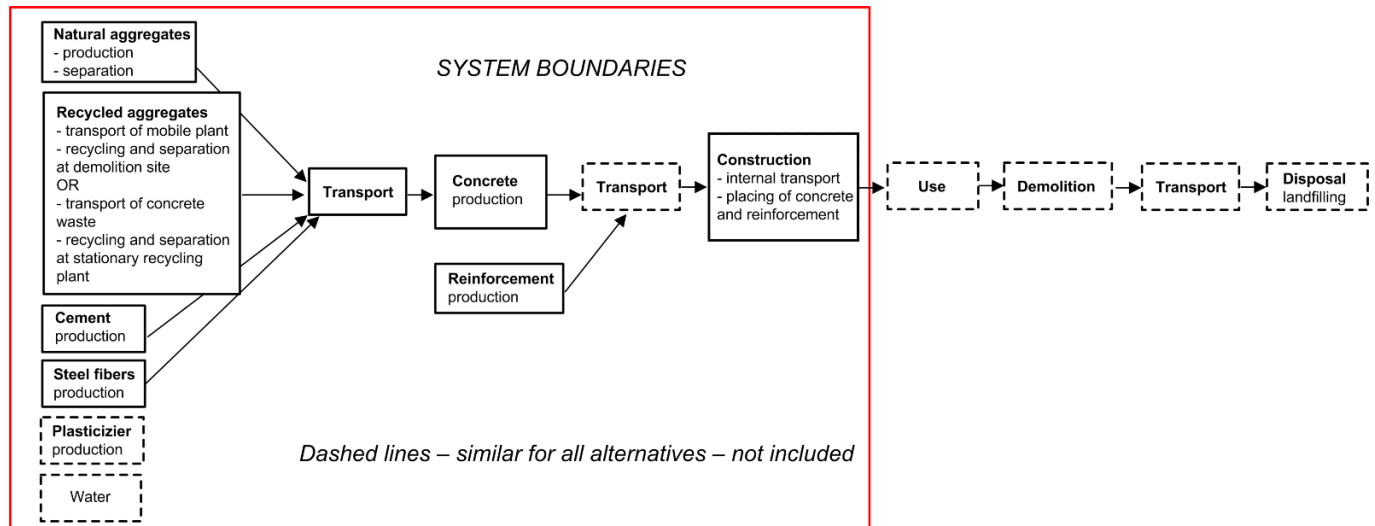 Natural aggregates
- production
- separation
SYSTEM BOUNDARIES
Recycled aggregates
- transport of mobile plant
- recycling and separation
at demolition site
OR
- transport of concrete
waste
- recycling and separation
at stationary recycling
plant
Cement
production
Steel fibers
production
Plasticizier
production
Water
Transport
Concrete
production
Reinforcement
production
Transport
Construction
- internal transport
- placing of concrete
and reinforcement
Use
Demolition
Transport
Disposal
landfilling
Dashed lines – similar for all alternatives – not included